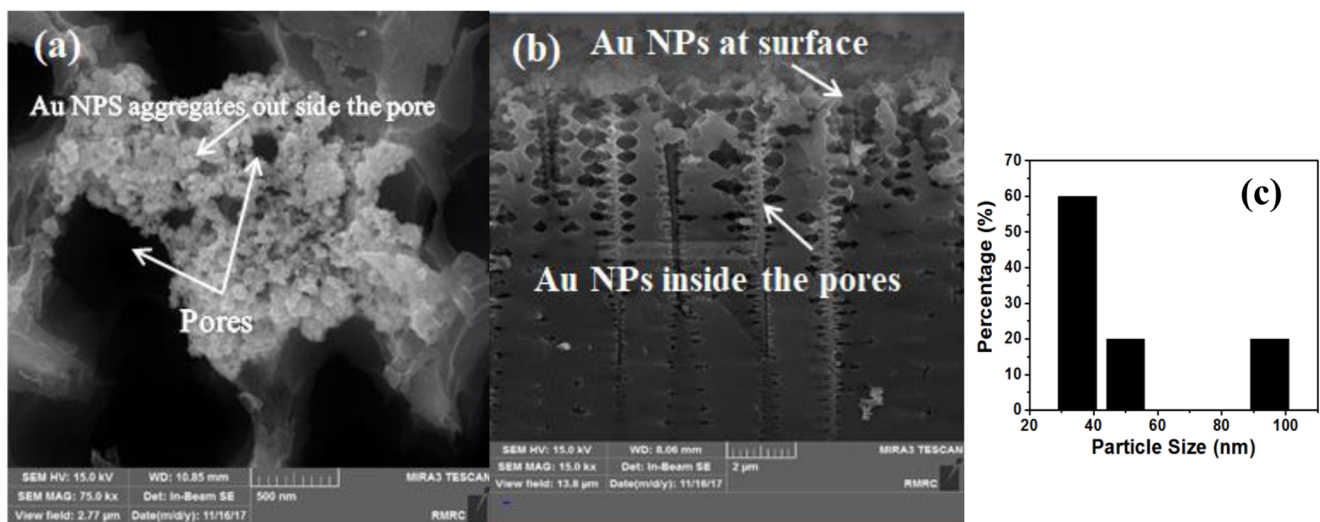 (a)
Au NPS aggregates out side the pore
Pores
SEM HV: 15.0 kV WD: 10.85 mm MIRA3 TESCAN
SEM MAG: 75.0 kx Det: In-Beam SE 500 nm
View field: 2.77 µm Date(m/d/y): 11/16/17 RMRC
(b)
Au NPs at surface
Au NPs inside the pores
SEM HV: 15.0 kV WD: 8.06 mm MIRA3 TESCAN
SEM MAG: 15.0 kx Det: In-Beam SE 2 µm
View field: 13.8 µm Date(m/d/y): 11/16/17 RMRC
(c)
Percentage (%)
70
60
50
40
30
20
10
0
20 40 60 80 100
Particle Size (nm)